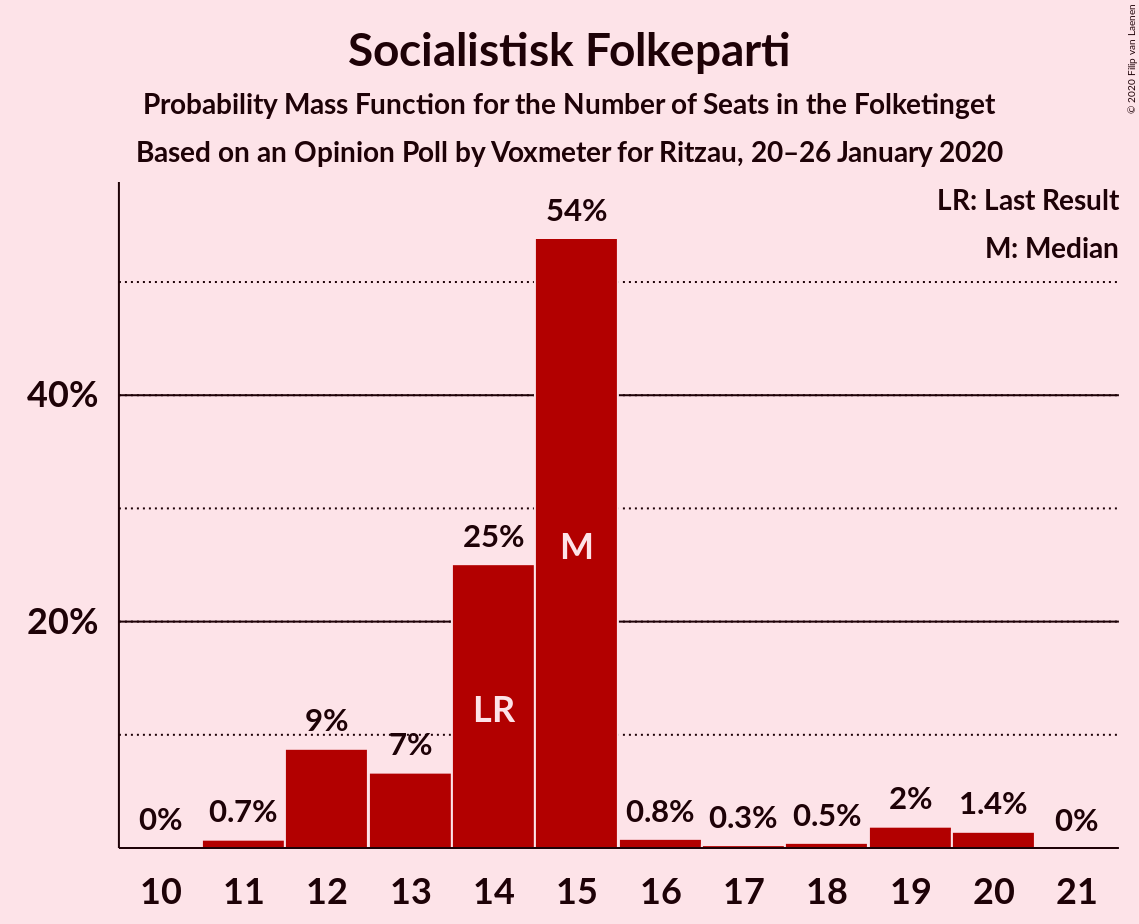 Socialistisk Folkeparti
Probability Mass Function for the Number of Seats in the Folketinget
Based on an Opinion Poll by Voxmeter for Ritzau, 20–26 January 2020
© 2020 Filip van Laenen
LR: Last Result
M: Median
54%
40%
25%
M
20%
LR
9%
7%
0%
0.7%
0.8%
0.3%
0.5%
2%
1.4%
0%
10 11 12 13 14 15 16 17 18 19 20 21